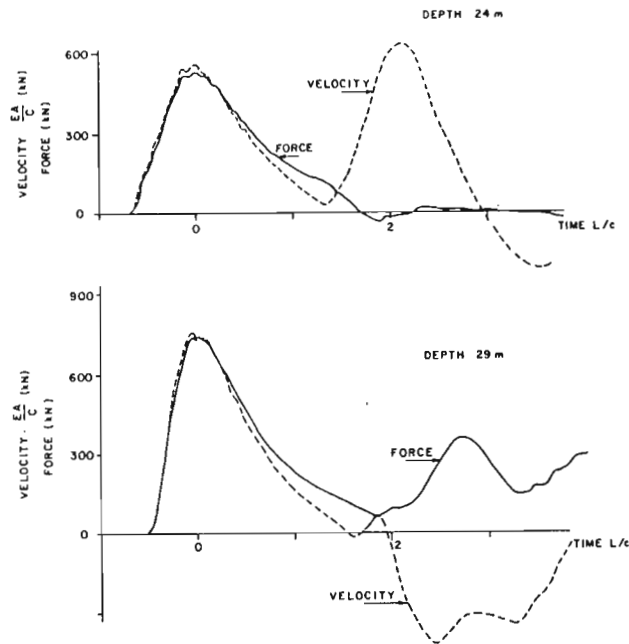 DEPTH 24 m
VELOCITY EA/C (kN)
FORCE (kN)
600
300
0
VELOCITY
FORCE
0
2
TIME L/c
DEPTH 29 m
VELOCITY · EA/C (kN)
FORCE (kN)
900
600
300
0
FORCE
VELOCITY
0
2
TIME L/c